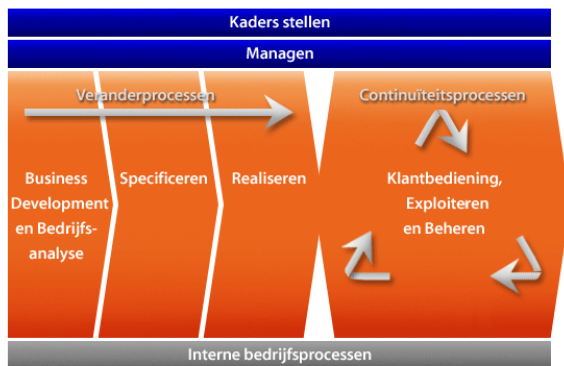 Kaders stellen
Managen
Veranderprocessen
Continuïteitsprocessen
Business
Development
en Bedrijfs-
analyse
Specificeren
Realiseren
Klantbediening,
Exploiteren
en Beheren
Interne bedrijfsprocessen